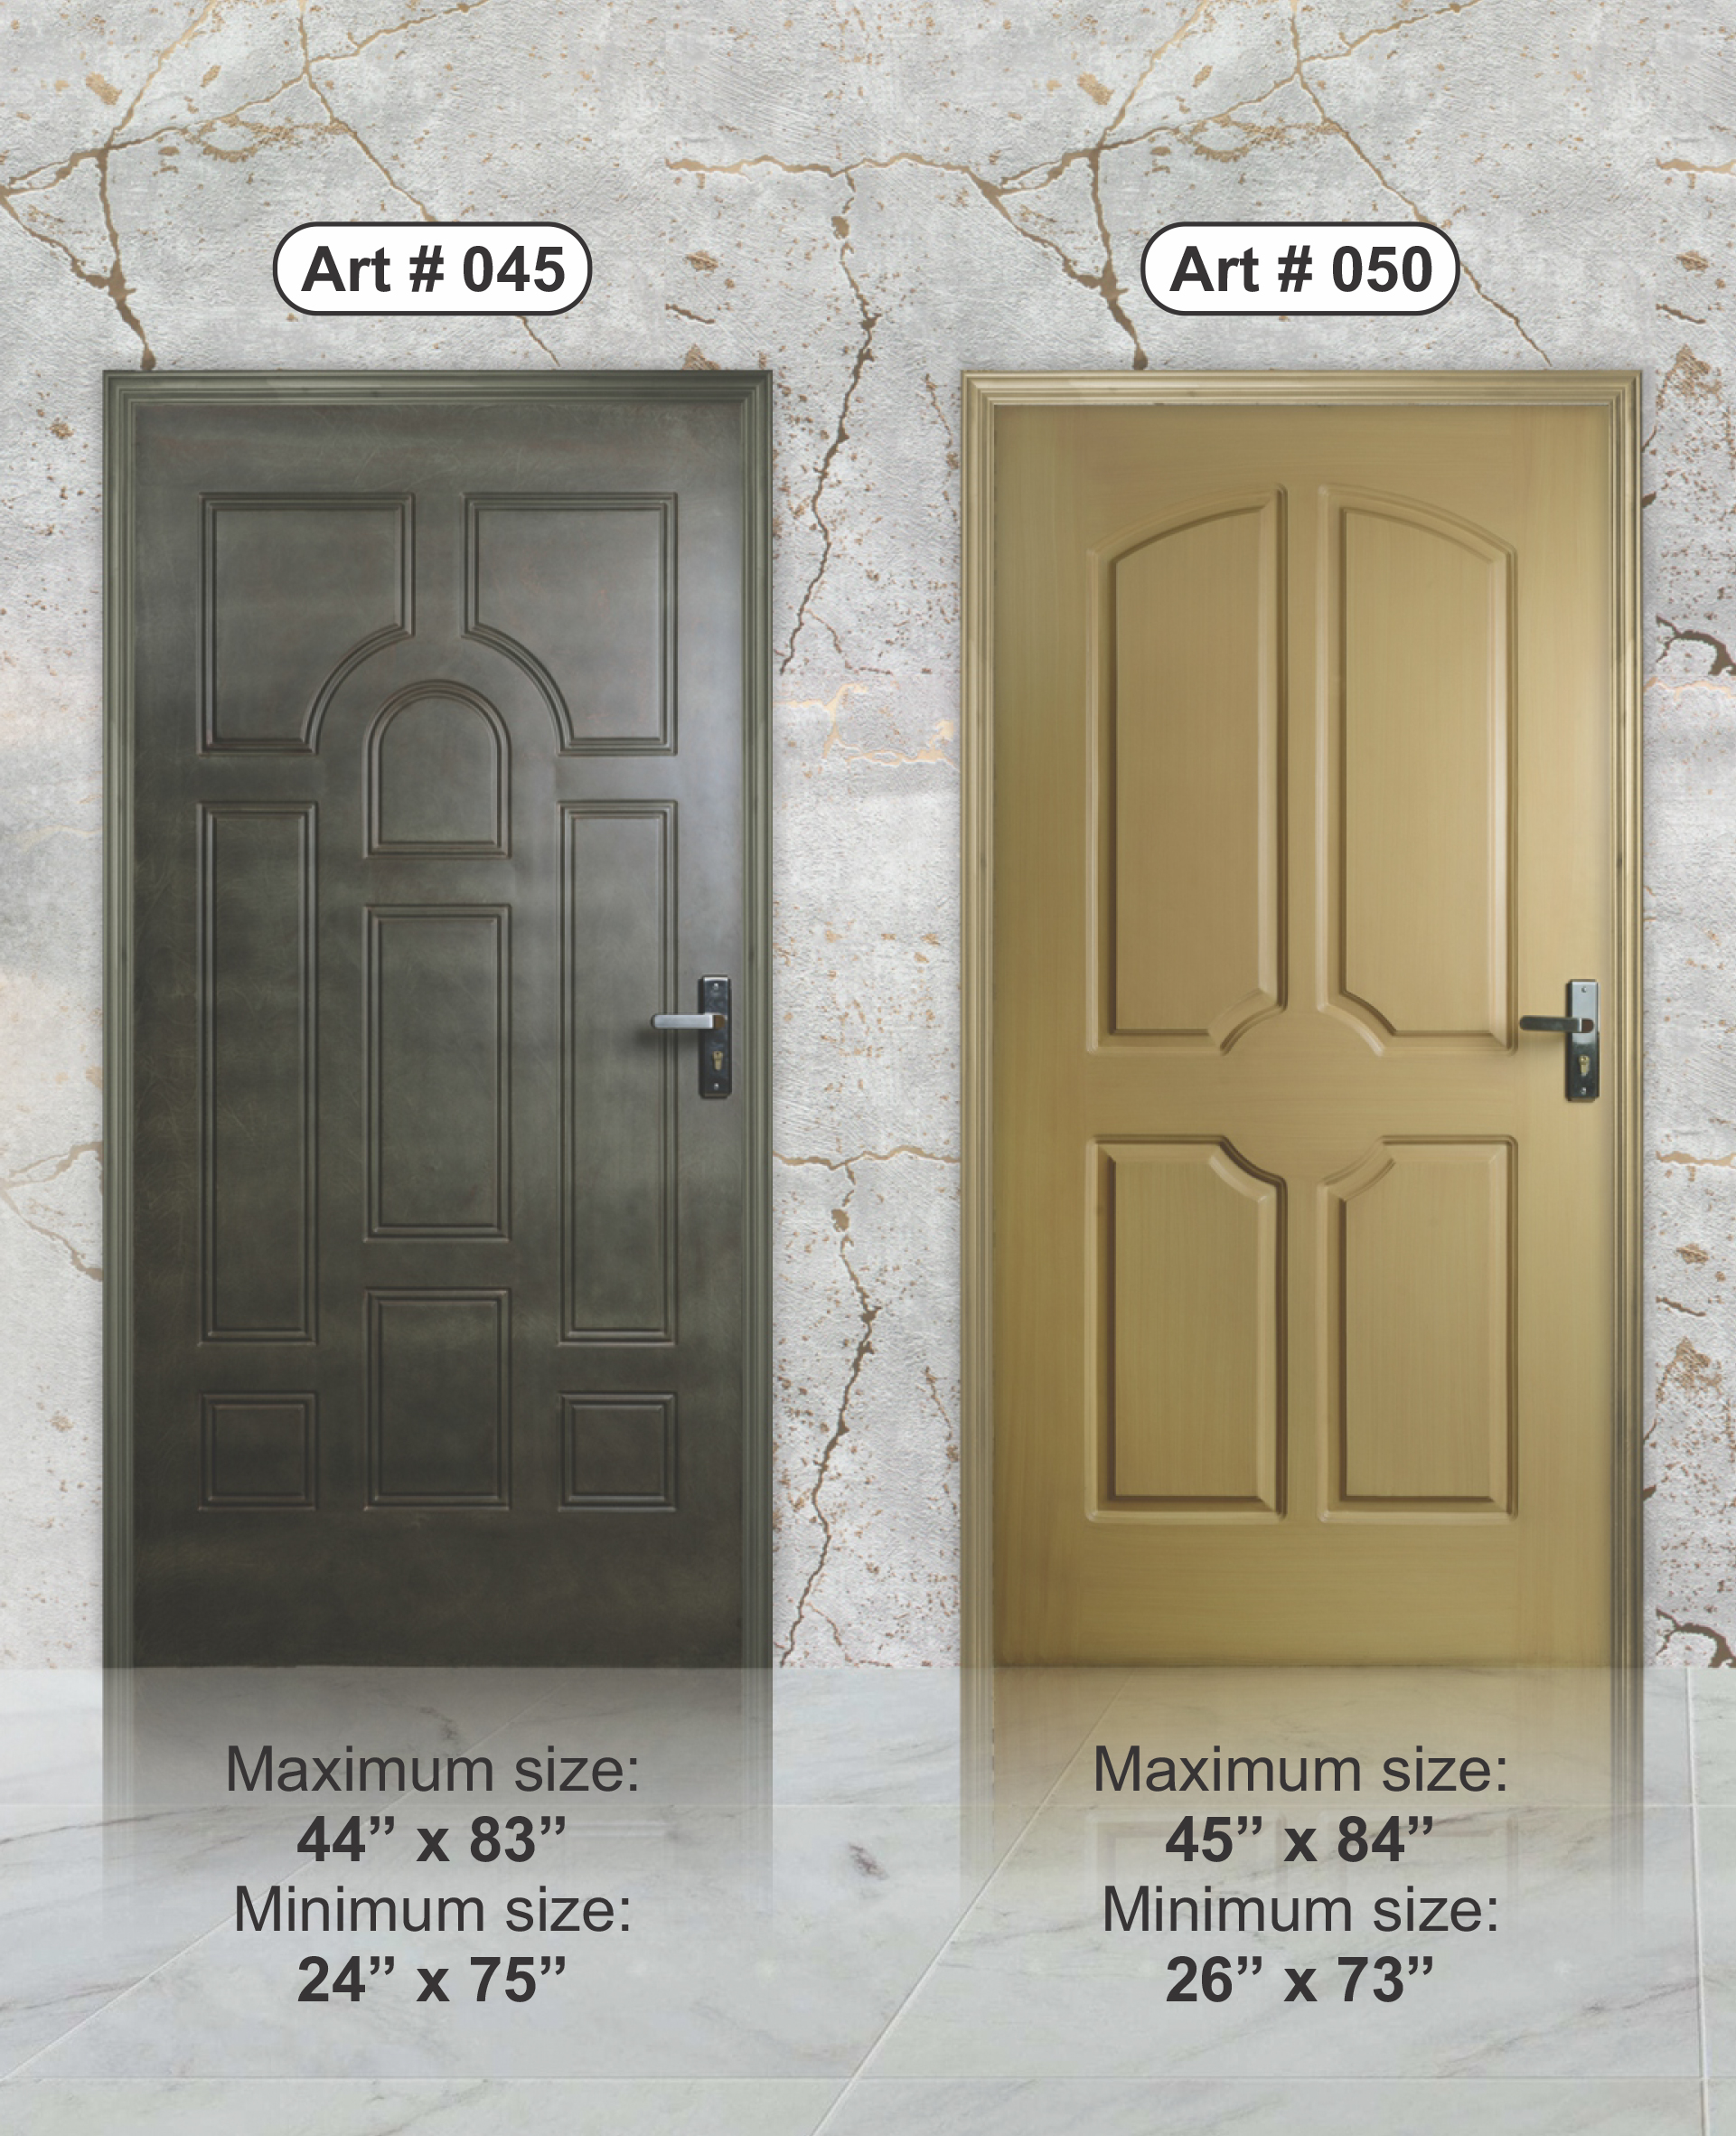 Art # 045
Maximum size:
44” x 83”
Minimum size:
24” x 75”
Art # 050
Maximum size:
45” x 84”
Minimum size:
26” x 73”